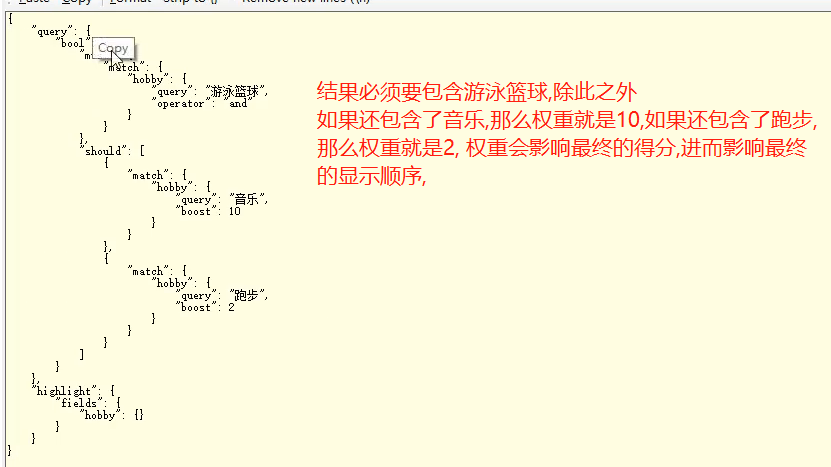 Paste Copy Format Strip to {} Remove new lines (\n)
{
"query": {
"bool"
Copy
"match": {
"hobby": {
"query": "游泳篮球",
"operator": "and"
}
}
},
"should": [
{
"match": {
"hobby": {
"query": "音乐",
"boost": 10
}
}
},
{
"match": {
"hobby": {
"query": "跑步",
"boost": 2
}
}
}
]
}
},
"highlight": {
"fields": {
"hobby": {}
}
}
}
结果必须要包含游泳篮球,除此之外
如果还包含了音乐,那么权重就是10,如果还包含了跑步,
那么权重就是2, 权重会影响最终的得分,进而影响最终
的显示顺序,